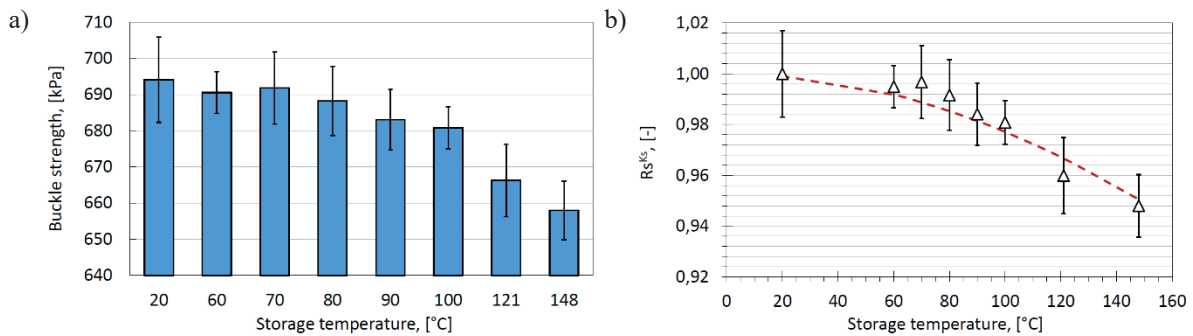 a)
Buckle strength, [kPa]
710
700
690
680
670
660
650
640
20 60 70 80 90 100 121 148
Storage temperature, [°C]
b)
Rs^Ks, [-]
1,02
1,00
0,98
0,96
0,94
0,92
0 20 40 60 80 100 120 140 160
Storage temperature, [°C]